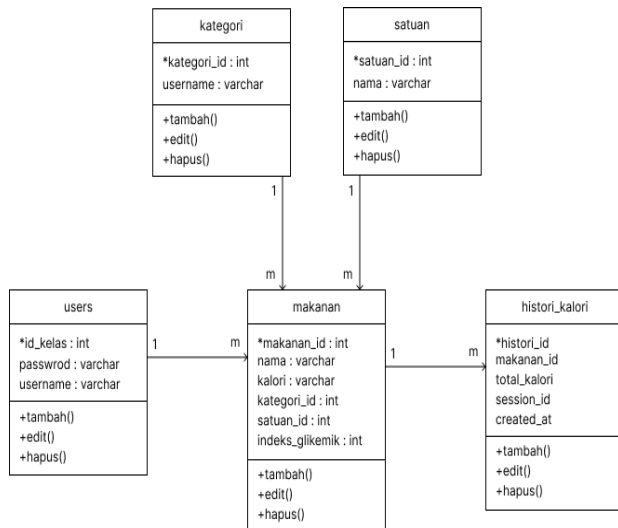 kategori
*kategori_id : int
username : varchar
+tambah()
+edit()
+hapus()
satuan
*satuan_id : int
nama : varchar
+tambah()
+edit()
+hapus()
1
1
m
m
users
*id_kelas : int
passwrod : varchar
username : varchar
+tambah()
+edit()
+hapus()
1
m
makanan
*makanan_id : int
nama : varchar
kalori : varchar
kategori_id : int
satuan_id : int
indeks_glikemik : int
+tambah()
+edit()
+hapus()
1
m
histori_kalori
*histori_id
makanan_id
total_kalori
session_id
created_at
+tambah()
+edit()
+hapus()